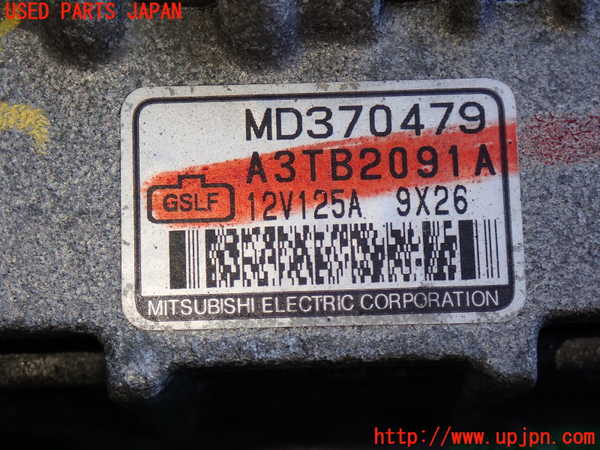 USED PARTS JAPAN
MD370479
A3TB2091A
GSLF
12V125A 9X26
MITSUBISHI ELECTRIC CORPORATION
http://www.upjpn.com/